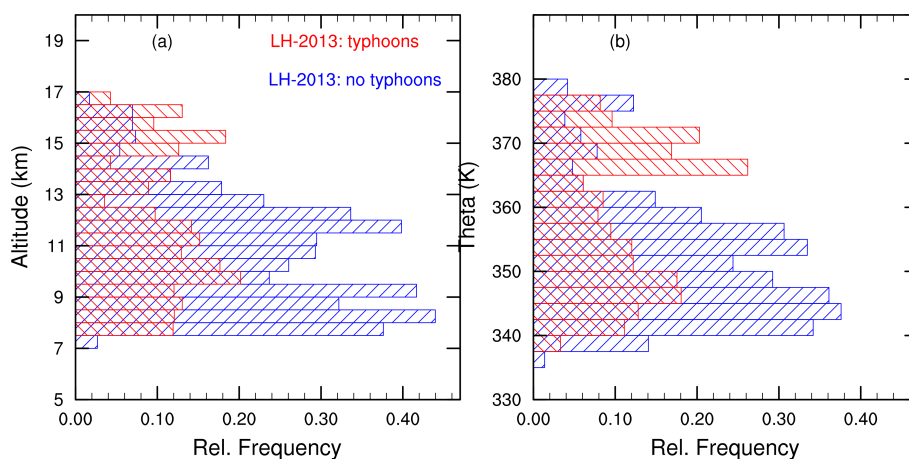 (a)
LH-2013: typhoons
LH-2013: no typhoons
19
17
15
13
11
9
7
5
Altitude (km)
0.00 0.10 0.20 0.30 0.40
Rel. Frequency
(b)
380
370
360
350
340
330
Theta (K)
0.00 0.10 0.20 0.30 0.40
Rel. Frequency